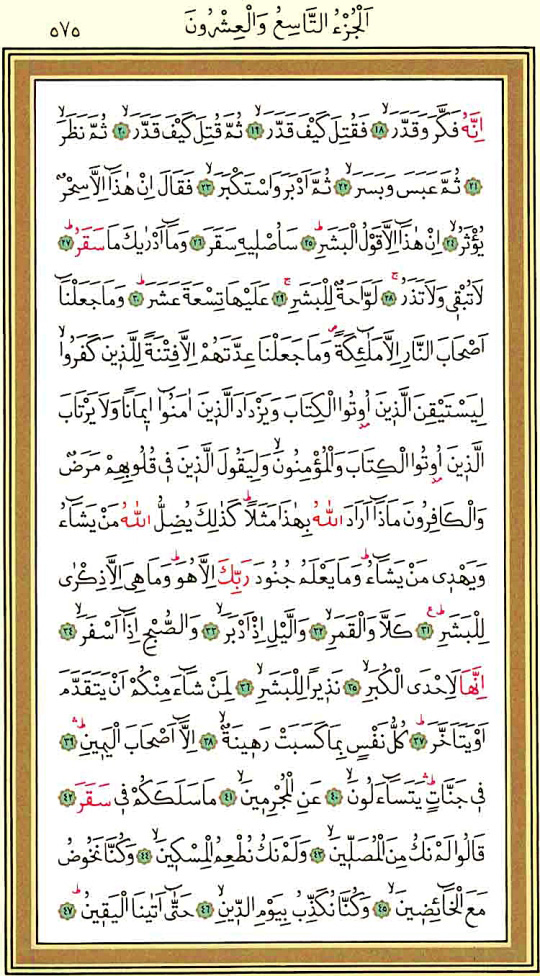 اَلْجُزْءُ التَّاسِعُ وَالْعِشْرُونَ ٥٧٥
اِنَّهُ فَكَّرَ وَقَدَّرَۙ ﴿١٨﴾ فَقُتِلَ كَيْفَ قَدَّرَۙ ﴿١٩﴾ ثُمَّ قُتِلَ كَيْفَ قَدَّرَۙ ﴿٢٠﴾ ثُمَّ نَظَرَۙ
﴿٢١﴾ ثُمَّ عَبَسَ وَبَسَرَۙ ﴿٢٢﴾ ثُمَّ اَدْبَرَ وَاسْتَكْبَرَۙ ﴿٢٣﴾ فَقَالَ اِنْ هٰذَٓا اِلَّا سِحْرٌ
يُؤْثَرُۙ ﴿٢٤﴾ اِنْ هٰذَٓا اِلَّا قَوْلُ الْبَشَرِۜ ﴿٢٥﴾ سَاُصْل۪يهِ سَقَرَ ﴿٢٦﴾ وَمَٓا اَدْرٰيكَ مَا سَقَرُۜ ﴿٢٧﴾
لَا تُبْق۪ي وَلَا تَذَرُۚ ﴿٢٨﴾ لَوَّاحَةٌ لِلْبَشَرِۚ ﴿٢٩﴾ عَلَيْهَا تِسْعَةَ عَشَرَۜ ﴿٣٠﴾ وَمَا جَعَلْنَٓا
اَصْحَابَ النَّارِ اِلَّا مَلٰٓئِكَةًۖ وَمَا جَعَلْنَا عِدَّتَهُمْ اِلَّا فِتْنَةً لِلَّذ۪ينَ كَفَرُواۙ
لِيَسْتَيْقِنَ الَّذ۪ينَ اُو۫تُوا الْكِتَابَ وَيَزْدَادَ الَّذ۪ينَ اٰمَنُٓوا ا۪يمَانًا وَلَا يَرْتَابَ
الَّذ۪ينَ اُو۫تُوا الْكِتَابَ وَالْمُؤْمِنُونَۙ وَلِيَقُولَ الَّذ۪ينَ ف۪ي قُلُوبِهِمْ مَرَضٌ
وَالْكَافِرُونَ مَاذَٓا اَرَادَ اللّٰهُ بِهٰذَا مَثَلًاۜ كَذٰلِكَ يُضِلُّ اللّٰهُ مَنْ يَشَٓاءُ
وَيَهْد۪ي مَنْ يَشَٓاءُۜ وَمَا يَعْلَمُ جُنُودَ رَبِّكَ اِلَّا هُوَۜ وَمَا هِيَ اِلَّا ذِكْرٰى
لِلْبَشَرِ۟ ﴿٣١﴾ كَلَّا وَالْقَمَرِۙ ﴿٣٢﴾ وَالَّيْلِ اِذْ اَدْبَرَۙ ﴿٣٣﴾ وَالصُّبْحِ اِذَٓا اَسْفَرَۙ ﴿٣٤﴾
اِنَّهَا لَاِحْدَى الْكُبَرِۙ ﴿٣٥﴾ نَذ۪يرًا لِلْبَشَرِۙ ﴿٣٦﴾ لِمَنْ شَٓاءَ مِنْكُمْ اَنْ يَتَقَدَّمَ
اَوْ يَتَاَخَّرَۜ ﴿٣٧﴾ كُلُّ نَفْسٍ بِمَا كَسَبَتْ رَه۪ينَةٌۙ ﴿٣٨﴾ اِلَّٓا اَصْحَابَ الْيَم۪ينِۜۛ ﴿٣٩﴾
ف۪ي جَنَّاتٍۜۛ يَتَسَٓاءَلُونَۙ ﴿٤٠﴾ عَنِ الْمُجْرِم۪ينَۙ ﴿٤١﴾ مَا سَلَكَكُمْ ف۪ي سَقَرَ ﴿٤٢﴾
قَالُوا لَمْ نَكُ مِنَ الْمُصَلّ۪ينَۙ ﴿٤٣﴾ وَلَمْ نَكُ نُطْعِمُ الْمِسْك۪ينَۙ ﴿٤٤﴾ وَكُنَّا نَخُوضُ
مَعَ الْخَٓائِض۪ينَۙ ﴿٤٥﴾ وَكُنَّا نُكَذِّبُ بِيَوْمِ الدّ۪ينِۙ ﴿٤٦﴾ حَتّٰٓى اَتٰينَا الْيَق۪ينُۜ ﴿٤٧﴾